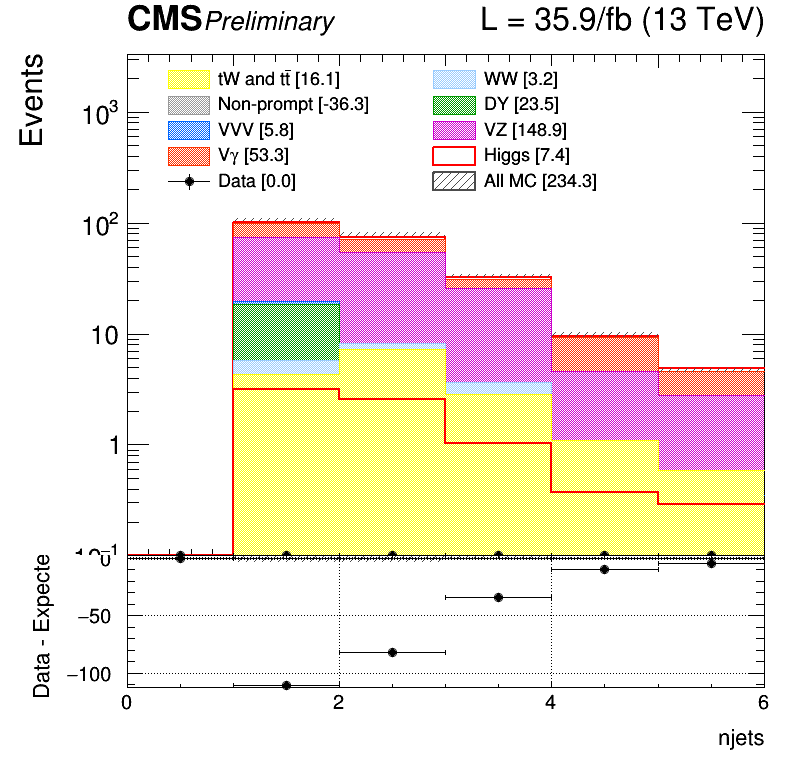 CMS Preliminary L = 35.9/fb (13 TeV)
Events
tW and tt̄ [16.1] WW [3.2]
Non-prompt [-36.3] DY [23.5]
VVV [5.8] VZ [148.9]
Vγ [53.3] Higgs [7.4]
Data [0.0] All MC [234.3]
10³
10²
10
1
Data - Expecte
0
−50
−100
0 2 4 6
njets